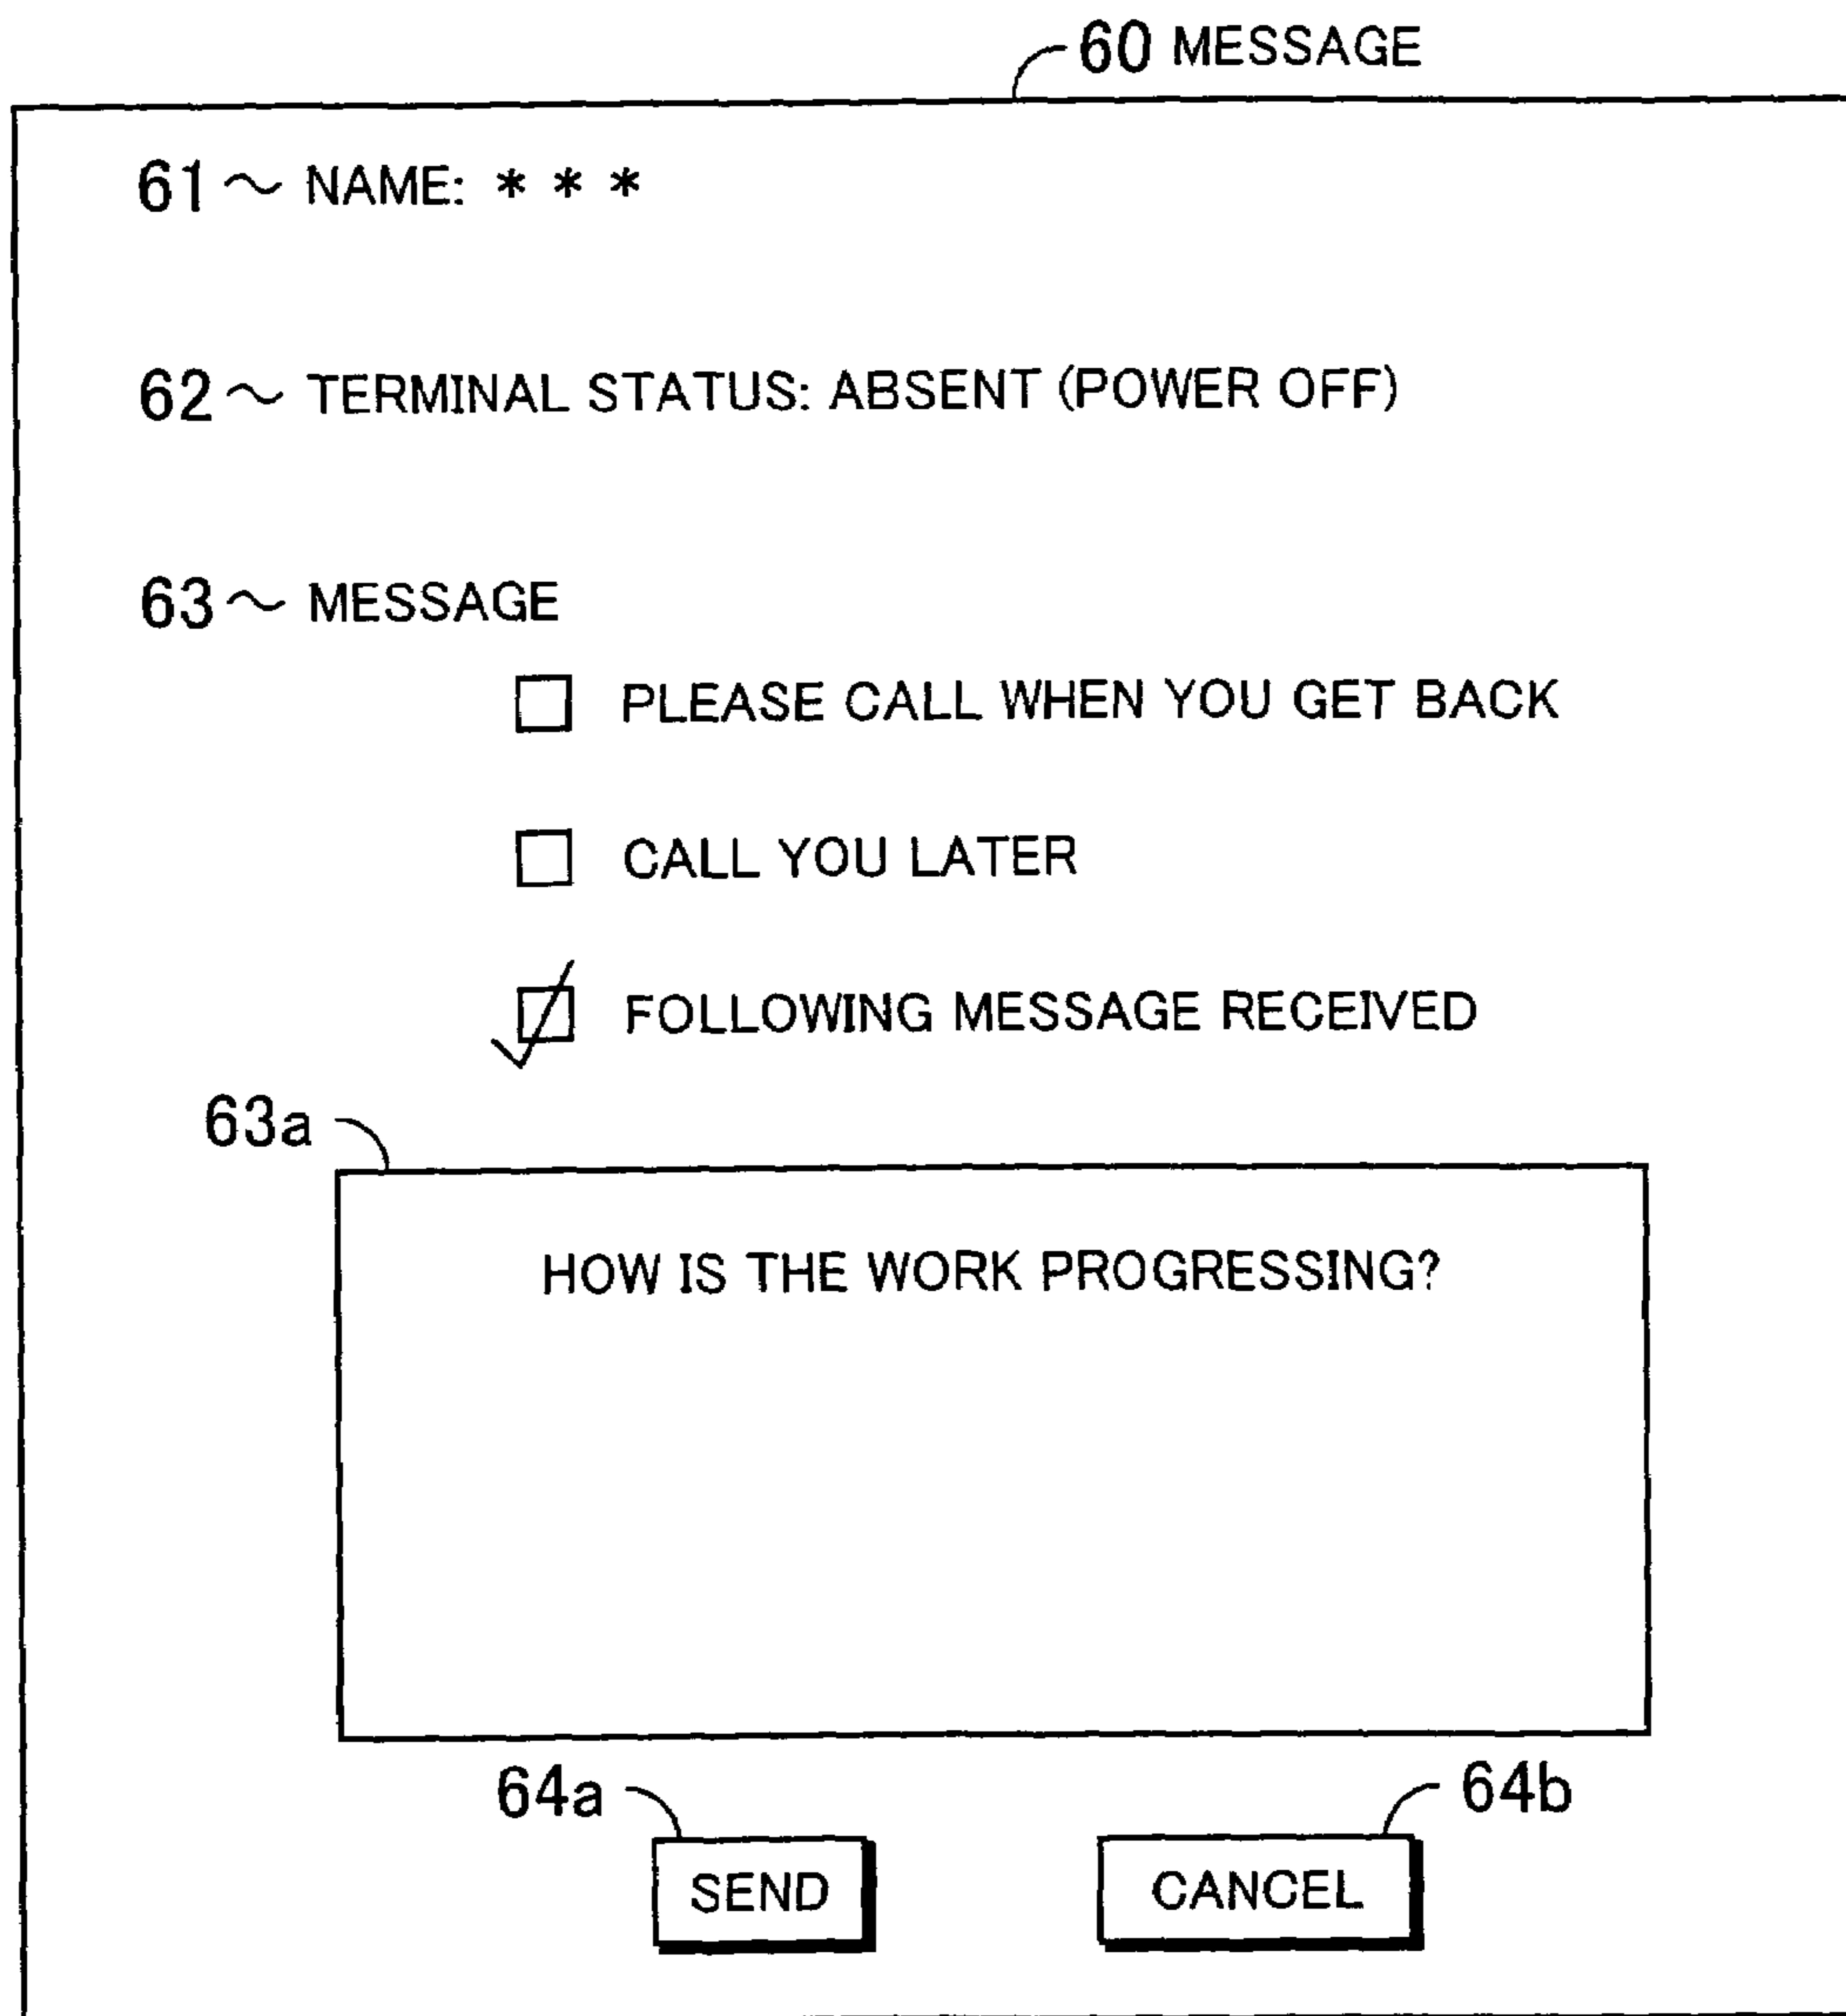 60 MESSAGE
61~ NAME: * * *
62~ TERMINAL STATUS: ABSENT (POWER OFF)
63~ MESSAGE
PLEASE CALL WHEN YOU GET BACK
CALL YOU LATER
FOLLOWING MESSAGE RECEIVED
63a
HOW IS THE WORK PROGRESSING?
64a 64b
SEND CANCEL